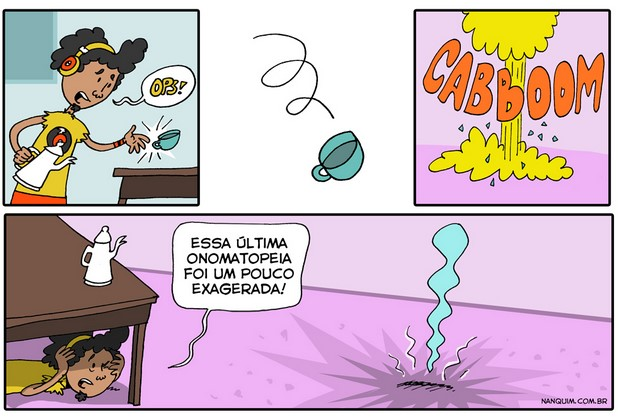 OPS!
CABBOOM
ESSA ÚLTIMA
ONOMATOPEIA
FOI UM POUCO
EXAGERADA!
NANQUIM.COM.BR